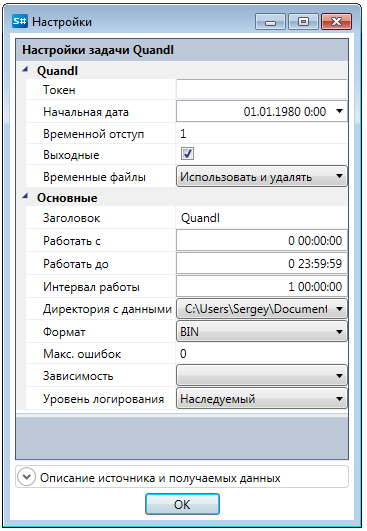 S# Настройки
Настройки задачи Quandl
Quandl
Токен
Начальная дата 01.01.1980 0:00
Временной отступ 1
Выходные
Временные файлы Использовать и удалять
Основные
Заголовок Quandl
Работать с 0 00:00:00
Работать до 0 23:59:59
Интервал работы 1 00:00:00
Директория с данными C:\Users\Sergey\Document
Формат BIN
Макс. ошибок 0
Зависимость
Уровень логирования Наследуемый
Описание источника и получаемых данных
OK